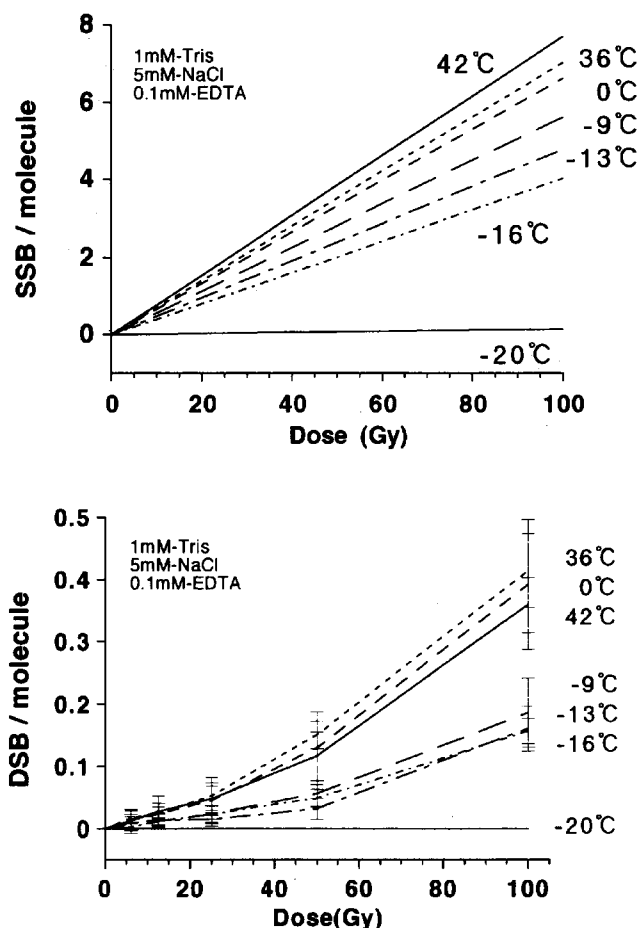 8
6
4
2
0
SSB / molecule
1mM-Tris
5mM-NaCl
0.1mM-EDTA
42℃
36℃
0℃
-9℃
-13℃
-16℃
-20℃
0 20 40 60 80 100
Dose (Gy)
0.5
0.4
0.3
0.2
0.1
0
DSB / molecule
1mM-Tris
5mM-NaCl
0.1mM-EDTA
36℃
0℃
42℃
-9℃
-13℃
-16℃
-20℃
0 20 40 60 80 100
Dose(Gy)